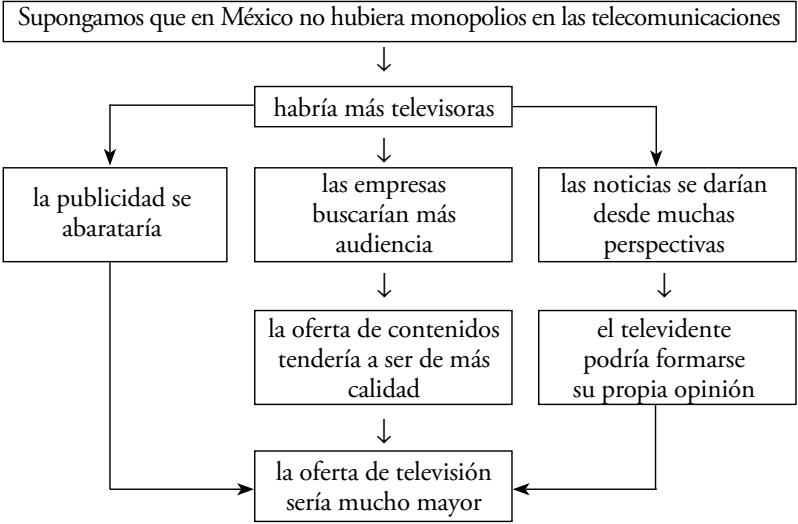 Supongamos que en México no hubiera monopolios en las telecomunicaciones
habría más televisoras
la publicidad se
abarataría
las empresas
buscarían más
audiencia
las noticias se darían
desde muchas
perspectivas
la oferta de contenidos
tendería a ser de más
calidad
el televidente
podría formarse
su propia opinión
la oferta de televisión
sería mucho mayor